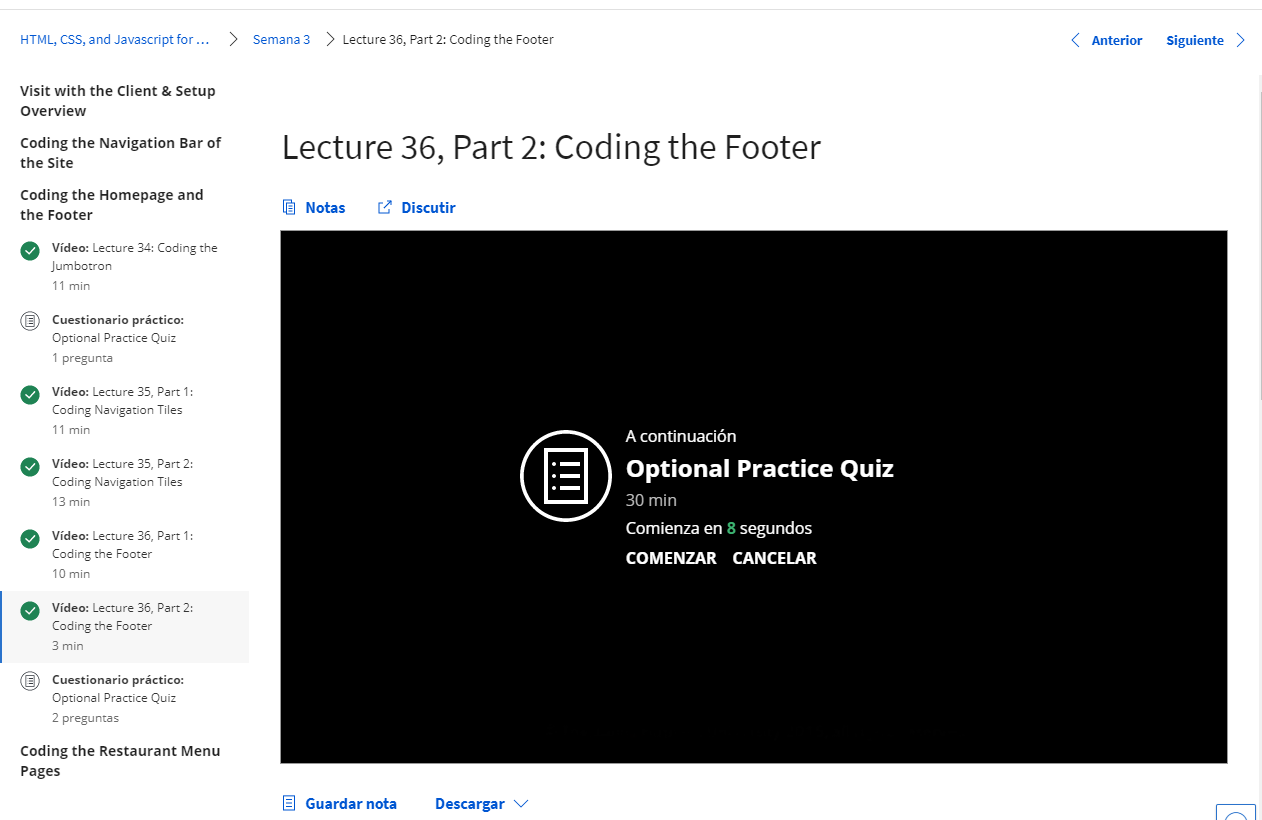 HTML, CSS, and Javascript for ...
Semana 3
Lecture 36, Part 2: Coding the Footer
Anterior
Siguiente
Visit with the Client & Setup
Overview
Coding the Navigation Bar of
the Site
Coding the Homepage and
the Footer
Vídeo: Lecture 34: Coding the
Jumbotron
11 min
Cuestionario práctico:
Optional Practice Quiz
1 pregunta
Vídeo: Lecture 35, Part 1:
Coding Navigation Tiles
11 min
Vídeo: Lecture 35, Part 2:
Coding Navigation Tiles
13 min
Vídeo: Lecture 36, Part 1:
Coding the Footer
10 min
Vídeo: Lecture 36, Part 2:
Coding the Footer
3 min
Cuestionario práctico:
Optional Practice Quiz
2 preguntas
Coding the Restaurant Menu
Pages
Lecture 36, Part 2: Coding the Footer
Notas
Discutir
A continuación
Optional Practice Quiz
30 min
Comienza en 8 segundos
COMENZAR CANCELAR
Guardar nota
Descargar